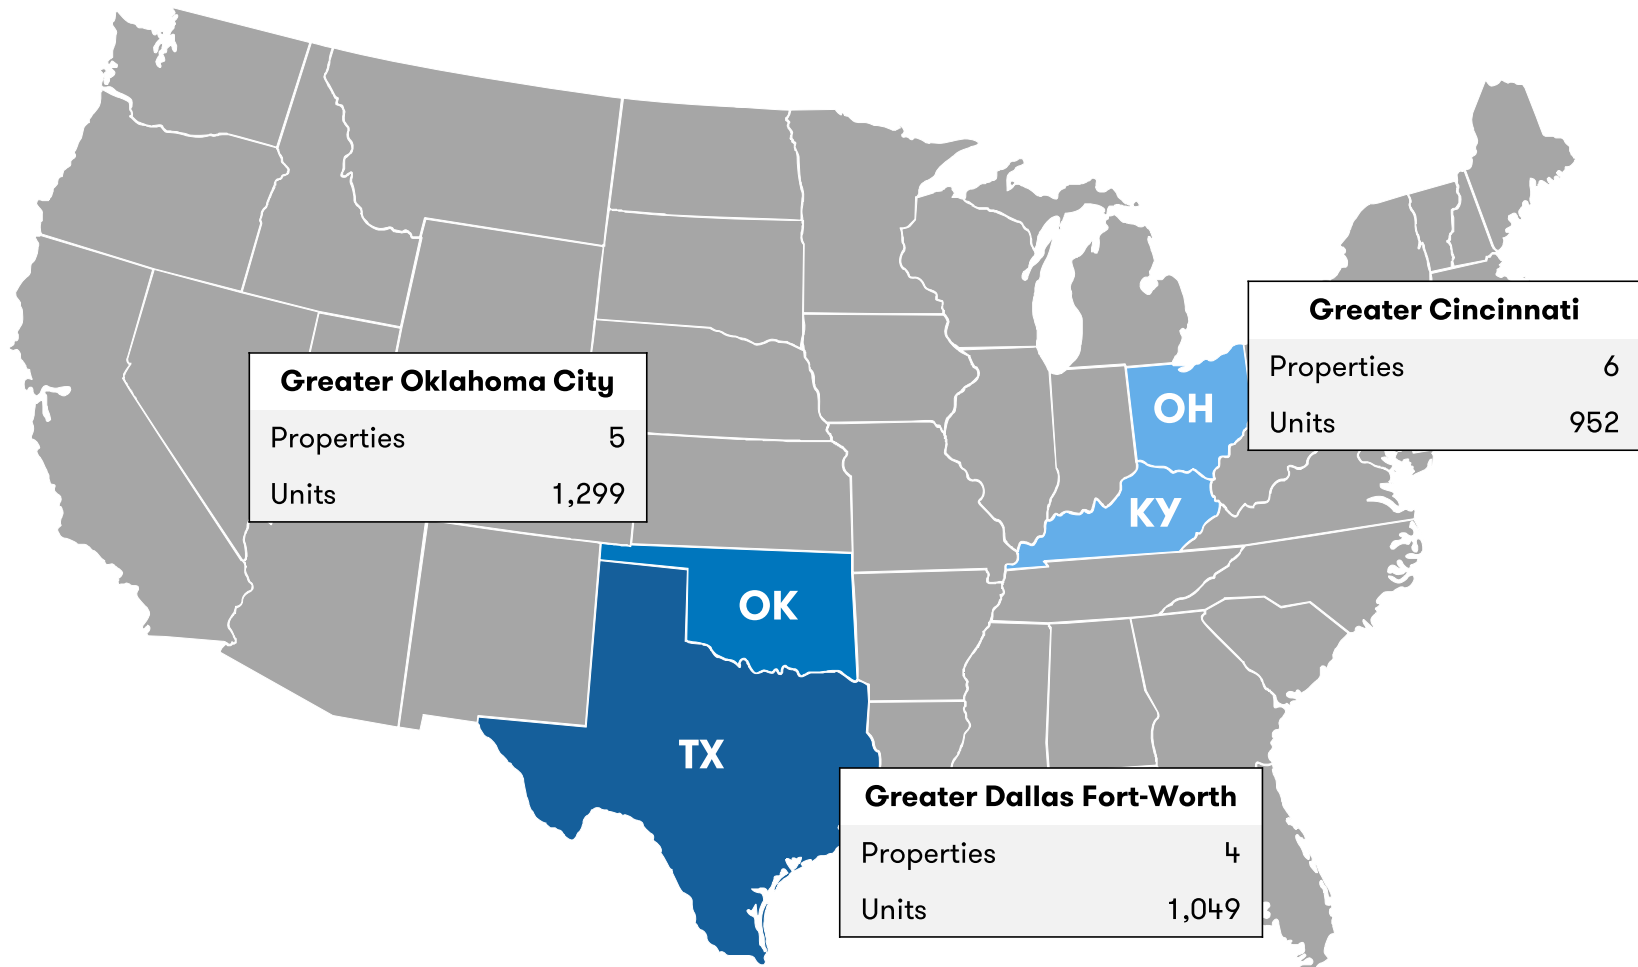 Greater Cincinnati
Properties 6
Units 952
Greater Oklahoma City
Properties 5
Units 1,299
OH
KY
OK
TX
Greater Dallas Fort-Worth
Properties 4
Units 1,049